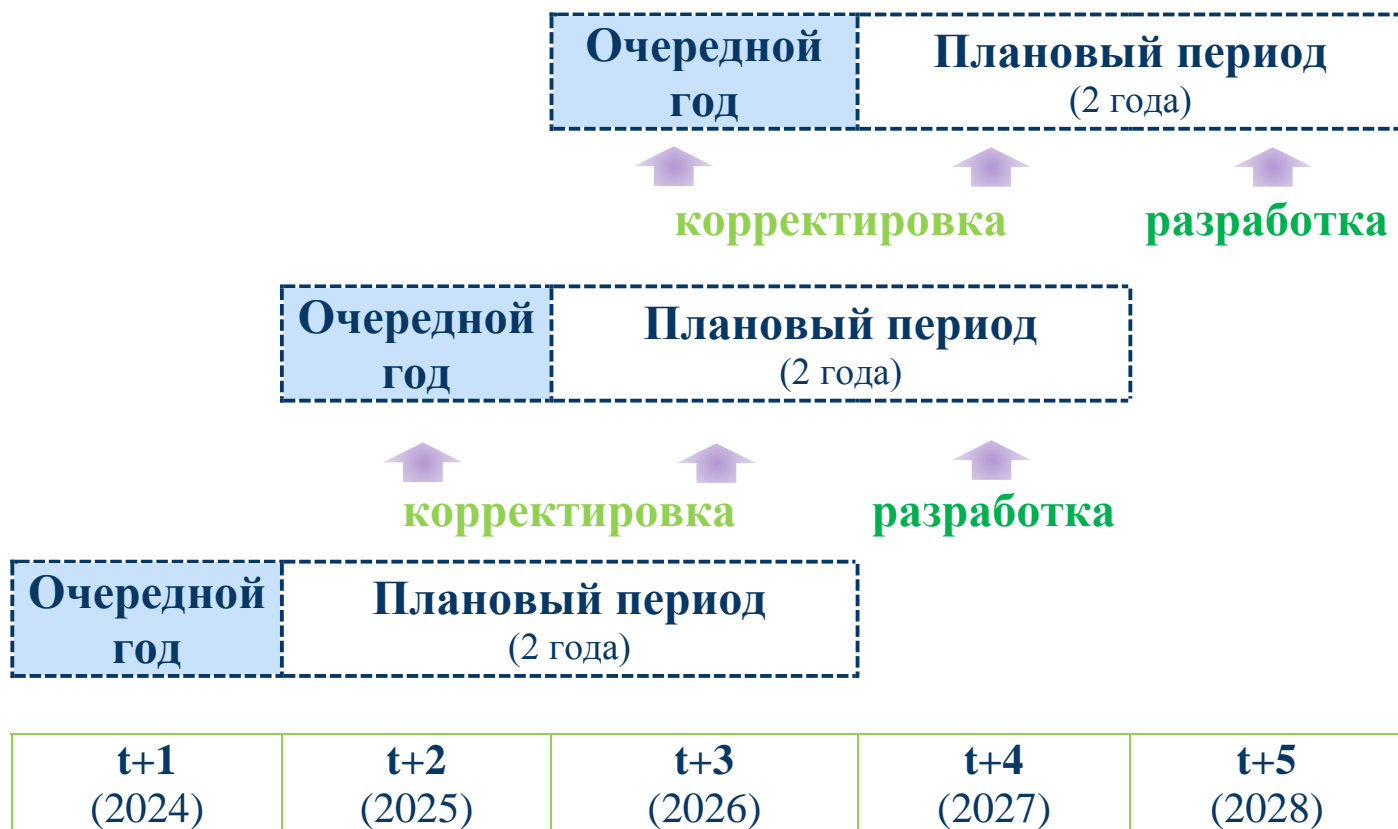 Очередной
год
Плановый период
(2 года)
корректировка
разработка
Очередной
год
Плановый период
(2 года)
корректировка
разработка
Очередной
год
Плановый период
(2 года)
t+1
(2024)
t+2
(2025)
t+3
(2026)
t+4
(2027)
t+5
(2028)